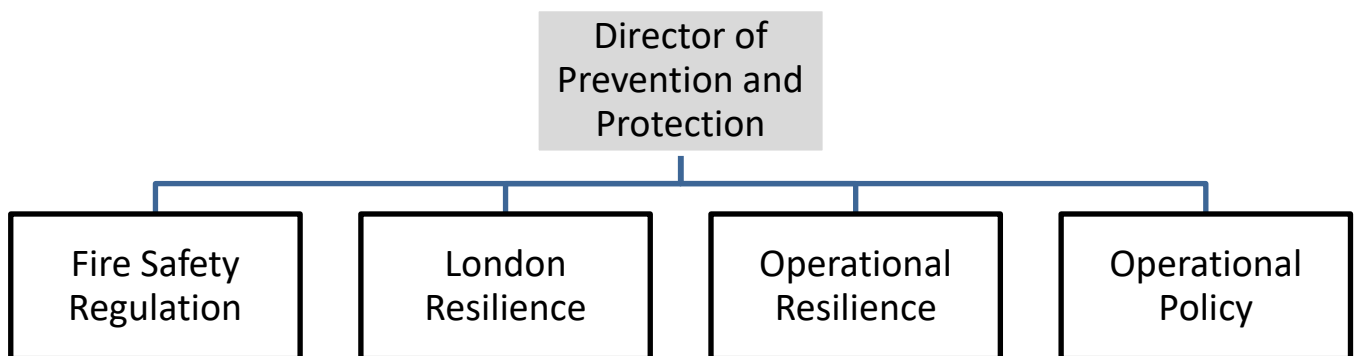 Director of
Prevention and
Protection
Fire Safety
Regulation
London
Resilience
Operational
Resilience
Operational
Policy